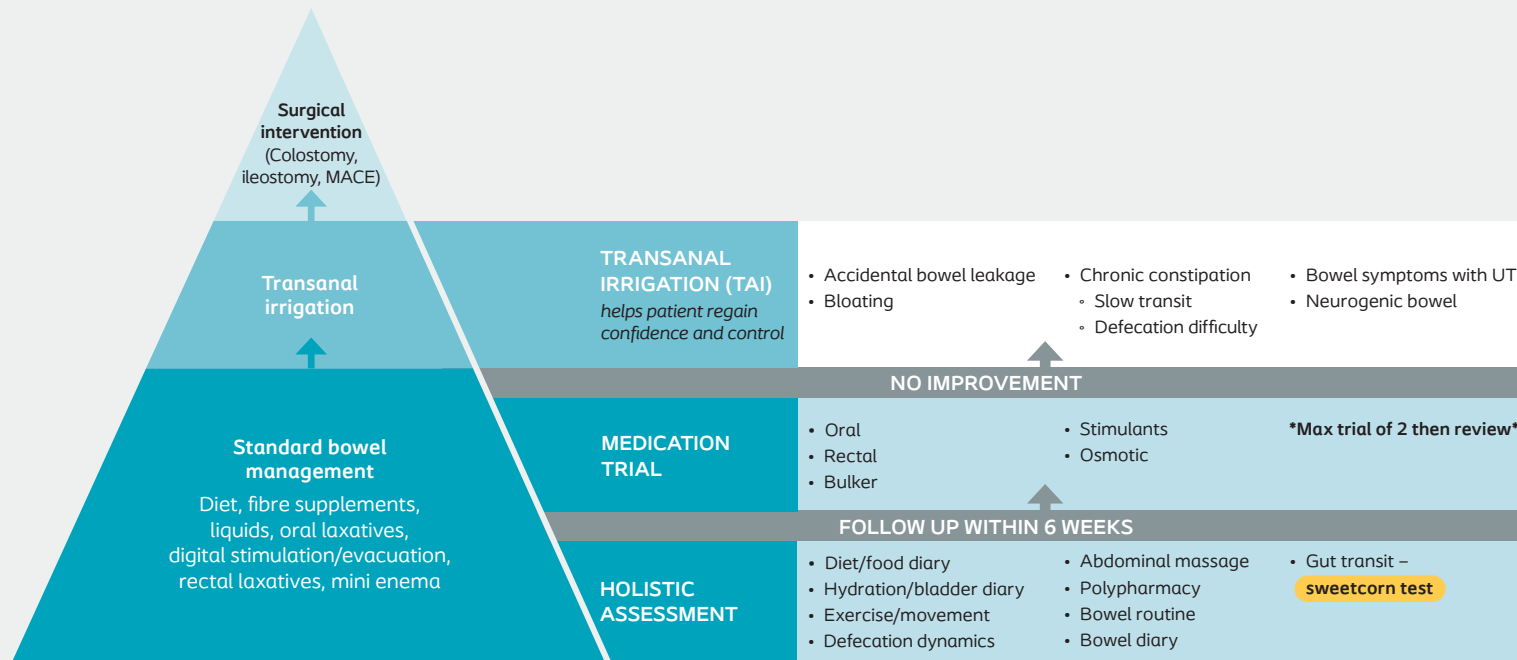 Surgical
intervention
(Colostomy,
ileostomy, MACE)
Transanal
irrigation
Standard bowel
management
Diet, fibre supplements,
liquids, oral laxatives,
digital stimulation/evacuation,
rectal laxatives, mini enema
TRANSANAL
IRRIGATION (TAI)
helps patient regain
confidence and control
• Accidental bowel leakage
• Bloating
• Chronic constipation
◦ Slow transit
◦ Defecation difficulty
• Bowel symptoms with UT
• Neurogenic bowel
NO IMPROVEMENT
MEDICATION
TRIAL
• Oral
• Rectal
• Bulker
• Stimulants
• Osmotic
*Max trial of 2 then review*
FOLLOW UP WITHIN 6 WEEKS
HOLISTIC
ASSESSMENT
• Diet/food diary
• Hydration/bladder diary
• Exercise/movement
• Defecation dynamics
• Abdominal massage
• Polypharmacy
• Bowel routine
• Bowel diary
• Gut transit –
sweetcorn test